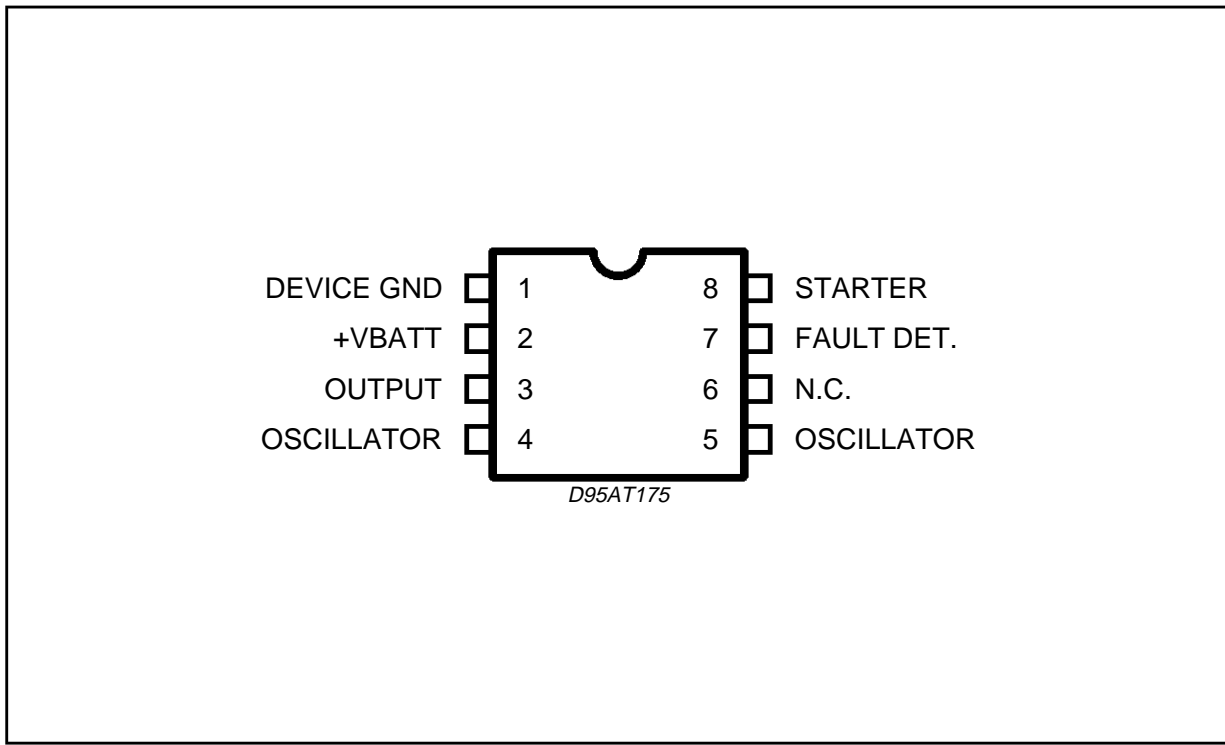 DEVICE GND 1 8 STARTER
+VBATT 2 7 FAULT DET.
OUTPUT 3 6 N.C.
OSCILLATOR 4 5 OSCILLATOR
D95AT175